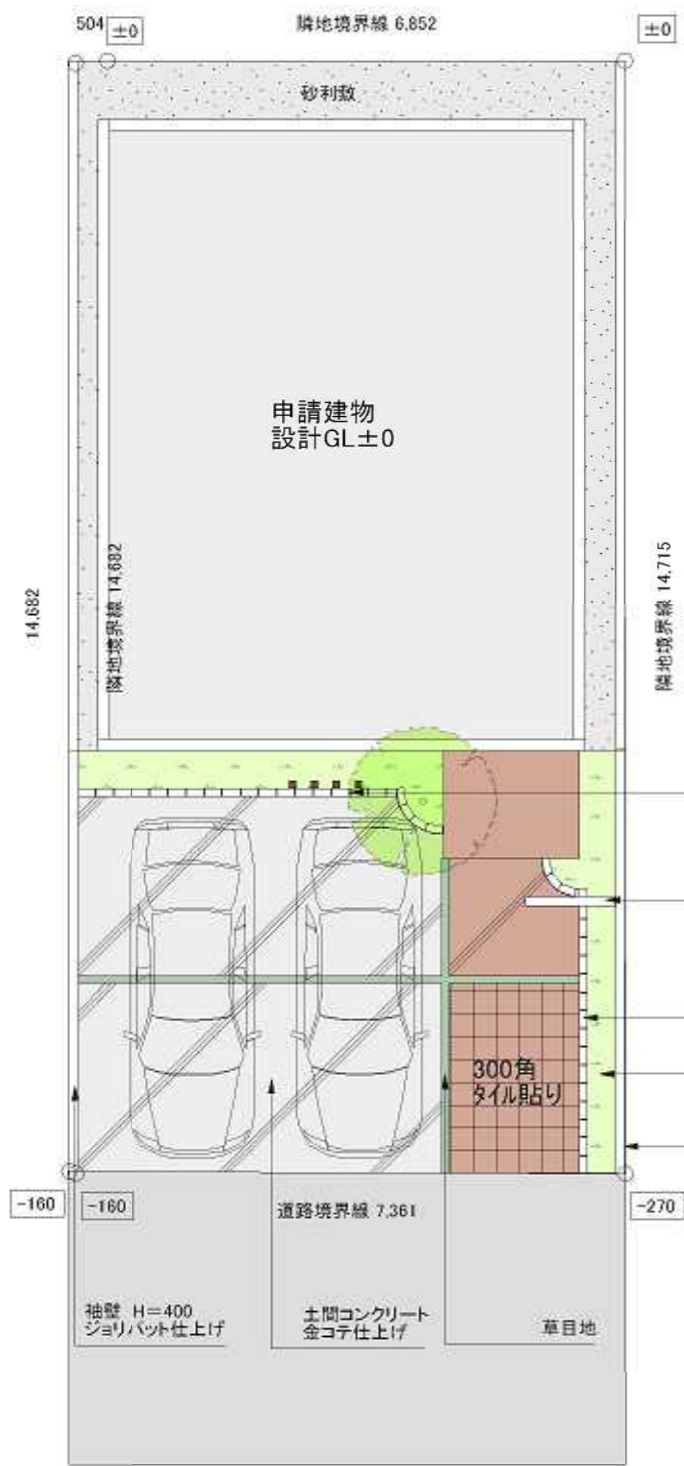 504
±0
隣地境界線 6,852
±0
砂利敷
申請建物
設計GL±0
14,682
隣地境界線 14,682
隣地境界線 14,715
300角
タイル貼り
-160
-160
道路境界線 7,361
-270
袖壁 H=400
ジョリパット仕上げ
土間コンクリート
金コテ仕上げ
草目地